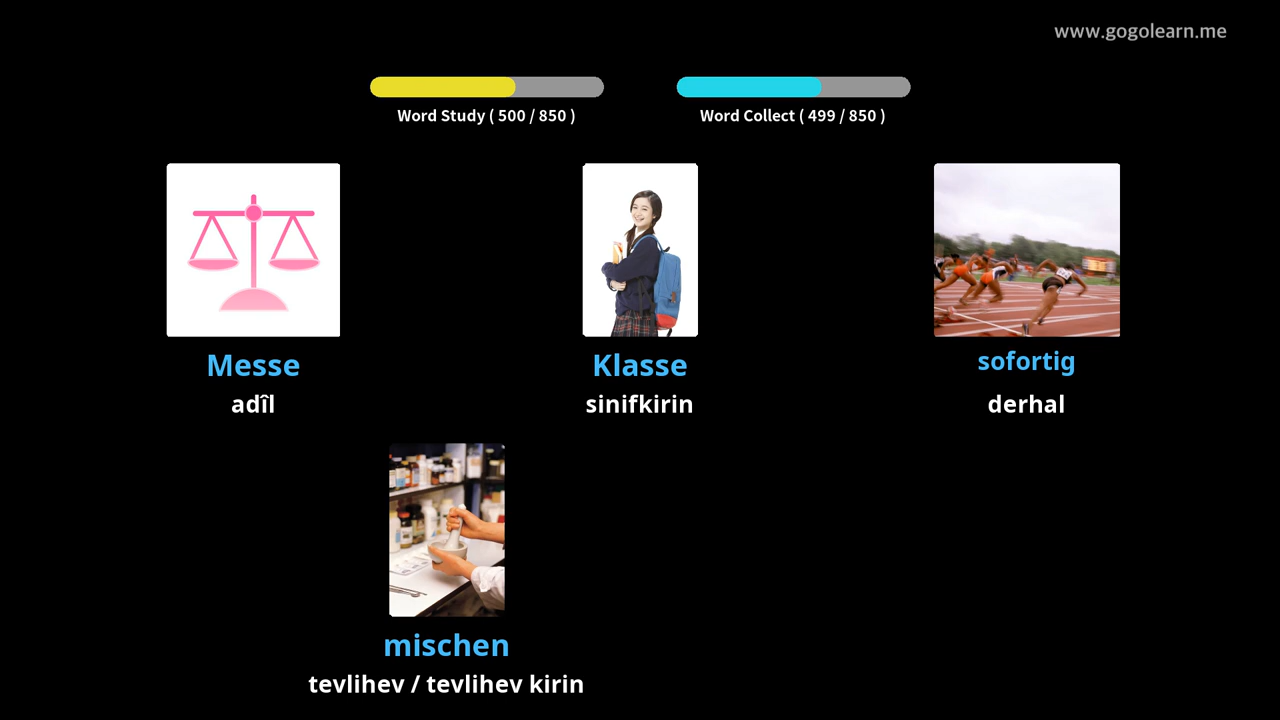 www.gogolearn.me
Word Study ( 500 / 850 )
Word Collect ( 499 / 850 )
Messe
adîl
Klasse
sinifkirin
sofortig
derhal
mischen
tevlihev / tevlihev kirin